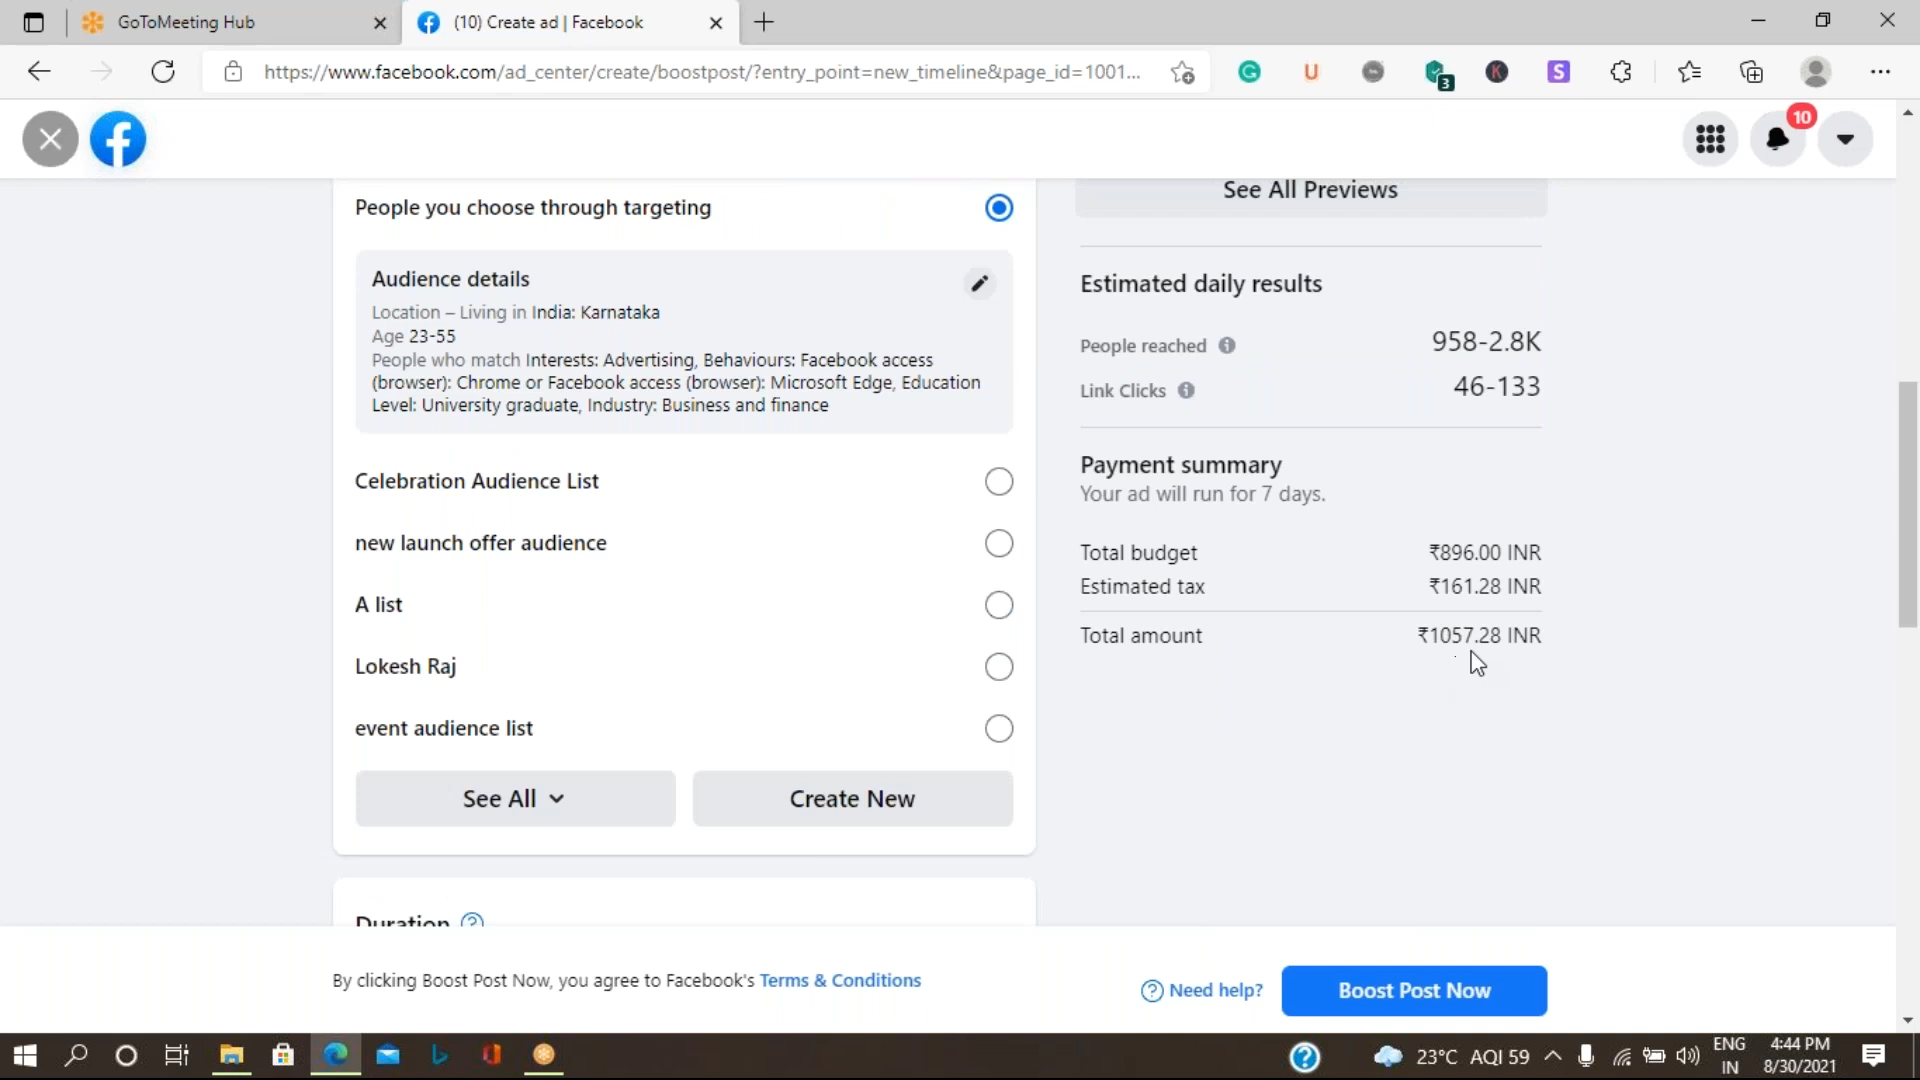 GoToMeeting Hub
(10) Create ad | Facebook
https://www.facebook.com/ad_center/create/boostpost/?entry_point=new_timeline&page_id=1001...
G
U
3
K
S
10
People you choose through targeting
Audience details
Location – Living in India: Karnataka
Age 23-55
People who match Interests: Advertising, Behaviours: Facebook access
(browser): Chrome or Facebook access (browser): Microsoft Edge, Education
Level: University graduate, Industry: Business and finance
Celebration Audience List
new launch offer audience
A list
Lokesh Raj
event audience list
See All
Create New
Duration
See All Previews
Estimated daily results
People reached 958-2.8K
Link Clicks 46-133
Payment summary
Your ad will run for 7 days.
Total budget ₹896.00 INR
Estimated tax ₹161.28 INR
Total amount ₹1057.28 INR
By clicking Boost Post Now, you agree to Facebook's Terms & Conditions
Need help?
Boost Post Now
23°C AQI 59
ENG
IN
4:44 PM
8/30/2021